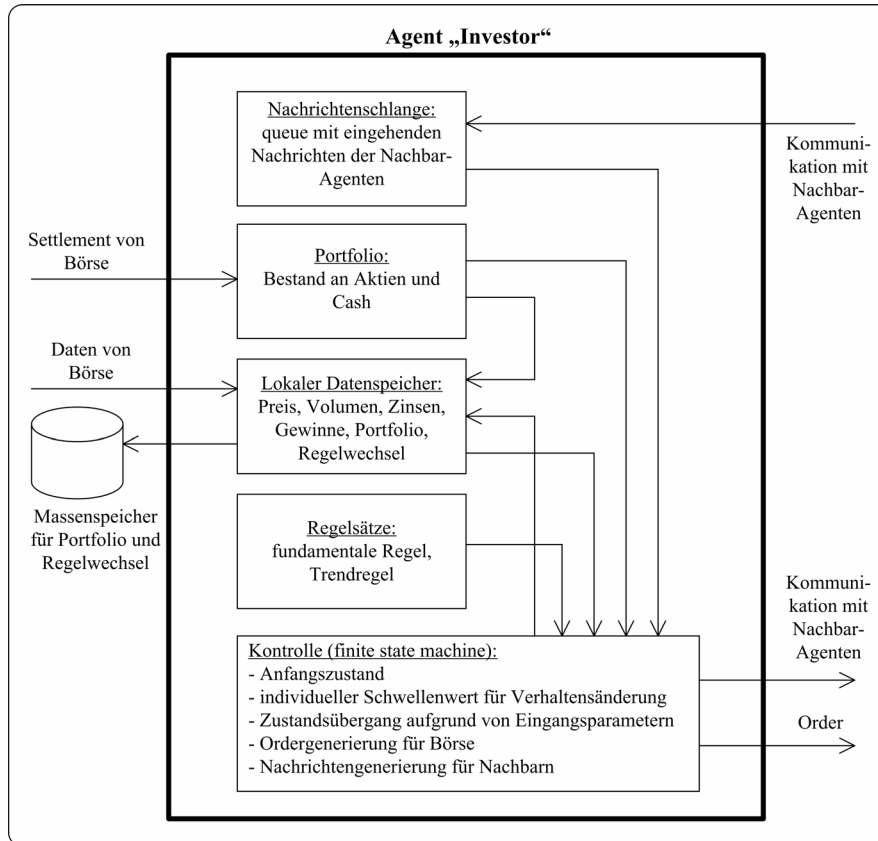 Agent „Investor“
Nachrichtenschlange:
queue mit eingehenden
Nachrichten der Nachbar-
Agenten
Kommuni-
kation mit
Nachbar-
Agenten
Settlement von
Börse
Portfolio:
Bestand an Aktien und
Cash
Daten von
Börse
Lokaler Datenspeicher:
Preis, Volumen, Zinsen,
Gewinne, Portfolio,
Regelwechsel
Massenspeicher
für Portfolio und
Regelwechsel
Regelsätze:
fundamentale Regel,
Trendregel
Kontrolle (finite state machine):
- Anfangszustand
- individueller Schwellenwert für Verhaltensänderung
- Zustandsübergang aufgrund von Eingangsparametern
- Ordergenerierung für Börse
- Nachrichtengenerierung für Nachbarn
Kommuni-
kation mit
Nachbar-
Agenten
Order